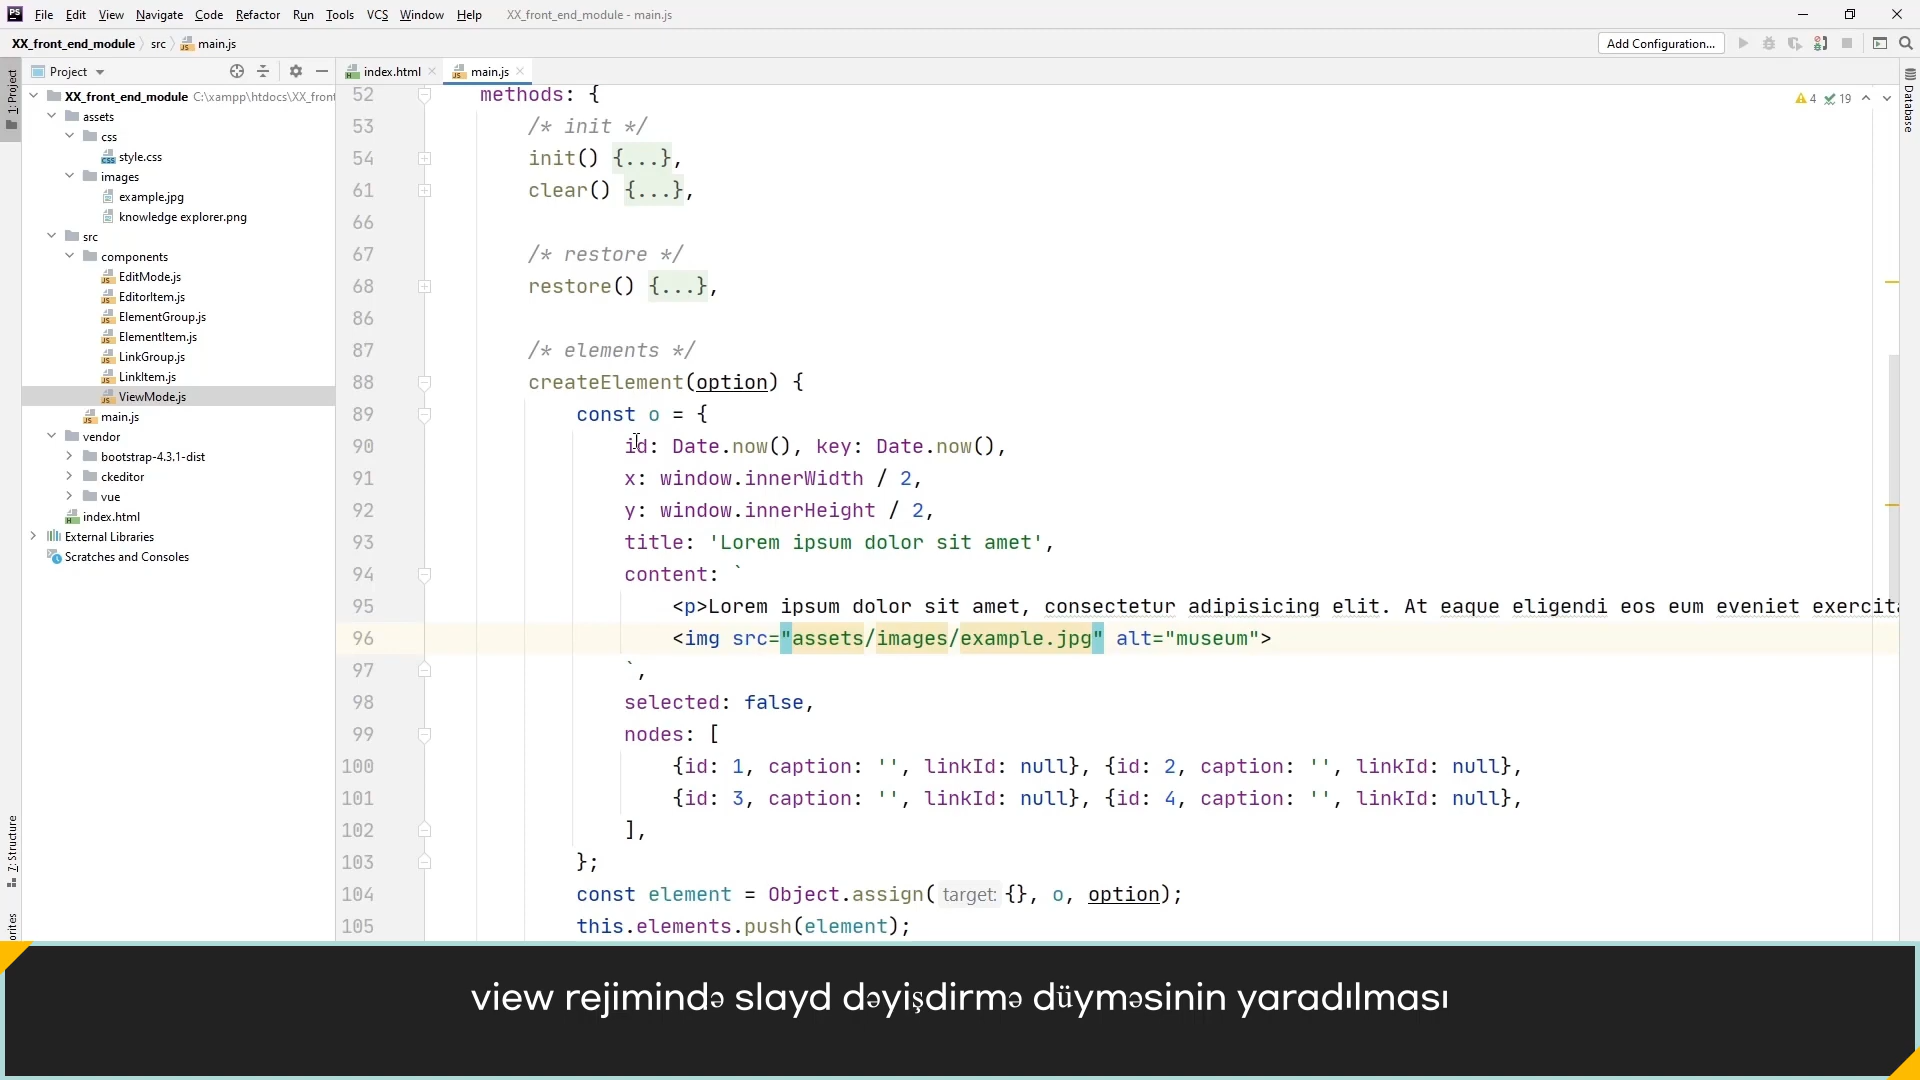 PS File Edit View Navigate Code Refactor Run Tools VCS Window Help XX_front_end_module - main.js
XX_front_end_module src main.js Add Configuration...
Project index.html main.js
1: Project
Database
4 19
XX_front_end_module C:\xampp\htdocs\XX_front
assets
css
style.css
images
example.jpg
knowledge explorer.png
src
components
EditMode.js
EditorItem.js
ElementGroup.js
ElementItem.js
LinkGroup.js
LinkItem.js
ViewMode.js
main.js
vendor
bootstrap-4.3.1-dist
ckeditor
vue
index.html
External Libraries
Scratches and Consoles
7: Structure
52 methods: {
53 /* init */
54 init() {...},
61 clear() {...},
66
67 /* restore */
68 restore() {...},
86
87 /* elements */
88 createElement(option) {
89 const o = {
90 id: Date.now(), key: Date.now(),
91 x: window.innerWidth / 2,
92 y: window.innerHeight / 2,
93 title: 'Lorem ipsum dolor sit amet',
94 content: `
95 <p>Lorem ipsum dolor sit amet, consectetur adipisicing elit. At eaque eligendi eos eum eveniet exercita
96 <img src="assets/images/example.jpg" alt="museum">
97 `,
98 selected: false,
99 nodes: [
100 {id: 1, caption: '', linkId: null}, {id: 2, caption: '', linkId: null},
101 {id: 3, caption: '', linkId: null}, {id: 4, caption: '', linkId: null},
102 ],
103 };
104 const element = Object.assign( target: {}, o, option);
105 this.elements.push(element);
view rejimində slayd dəyişdirmə düyməsinin yaradılması